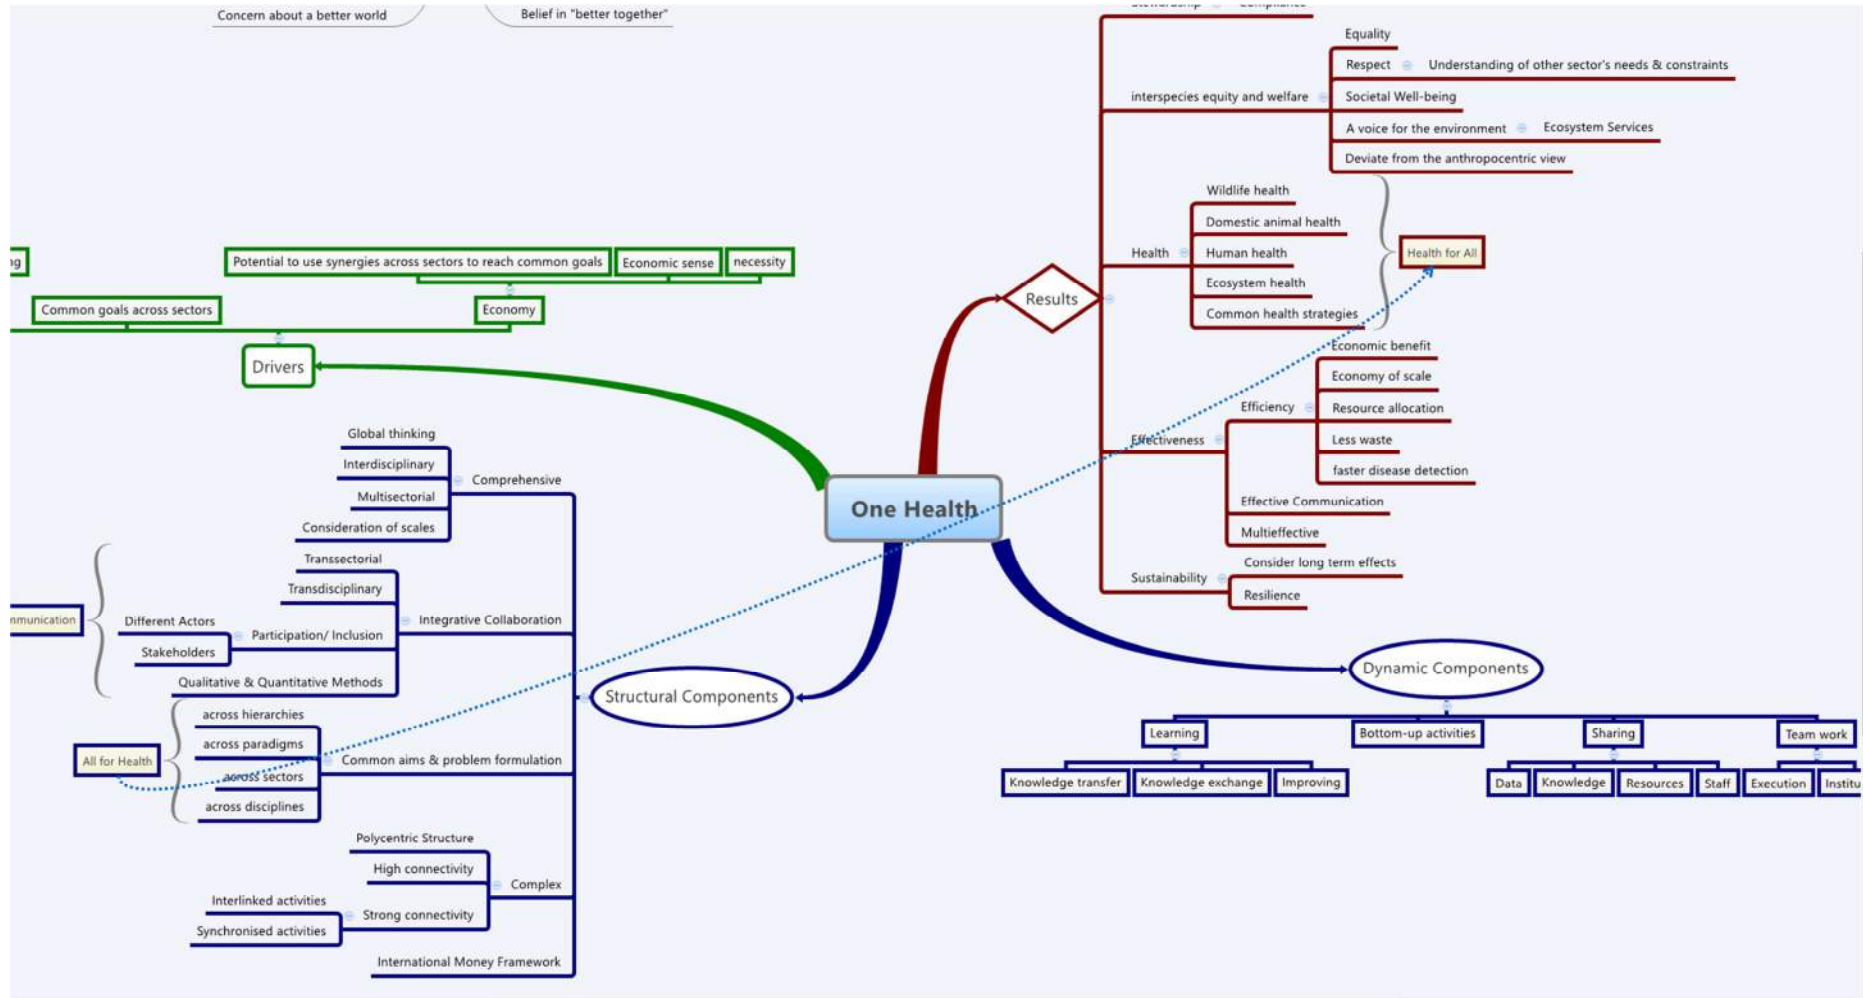 Concern about a better world
Belief in "better together"
Stewardship
Compliance
Equality
Respect
Understanding of other sector's needs & constraints
interspecies equity and welfare
Societal Well-being
A voice for the environment
Ecosystem Services
Deviate from the anthropocentric view
Wildlife health
Domestic animal health
Health
Human health
Ecosystem health
Common health strategies
Health for All
Results
ng
Potential to use synergies across sectors to reach common goals
Economic sense
necessity
Common goals across sectors
Economy
Drivers
Economic benefit
Economy of scale
Efficiency
Resource allocation
Less waste
faster disease detection
Effectiveness
Effective Communication
Multieffective
Sustainability
Consider long term effects
Resilience
One Health
Global thinking
Interdisciplinary
Comprehensive
Multisectorial
Consideration of scales
Transsectorial
Transdisciplinary
Integrative Collaboration
mmunication
Different Actors
Participation/ Inclusion
Stakeholders
Qualitative & Quantitative Methods
Structural Components
across hierarchies
across paradigms
All for Health
Common aims & problem formulation
across sectors
across disciplines
Polycentric Structure
High connectivity
Complex
Interlinked activities
Strong connectivity
Synchronised activities
International Money Framework
Dynamic Components
Learning
Bottom-up activities
Sharing
Team work
Knowledge transfer
Knowledge exchange
Improving
Data
Knowledge
Resources
Staff
Execution
Institu